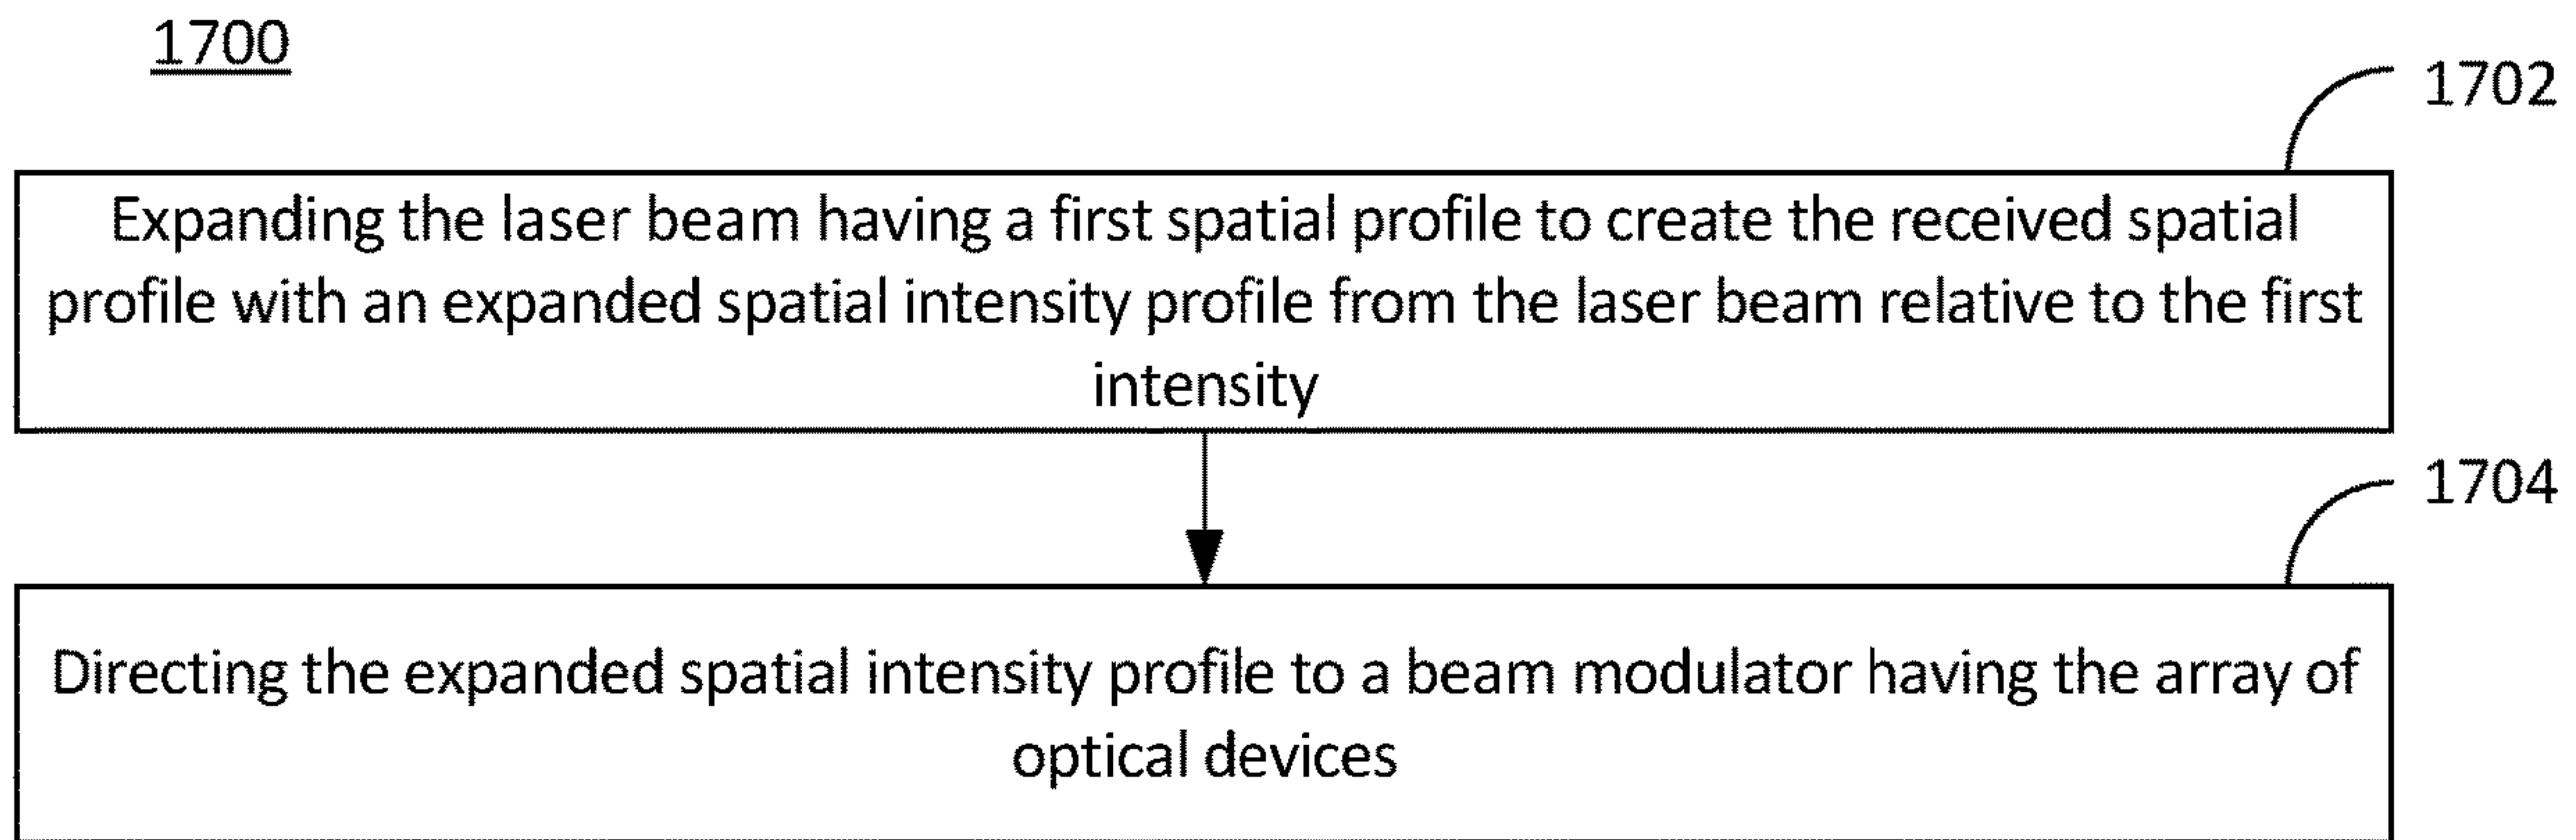 1700
1702
Expanding the laser beam having a first spatial profile to create the received spatial
profile with an expanded spatial intensity profile from the laser beam relative to the first
intensity
1704
Directing the expanded spatial intensity profile to a beam modulator having the array of
optical devices